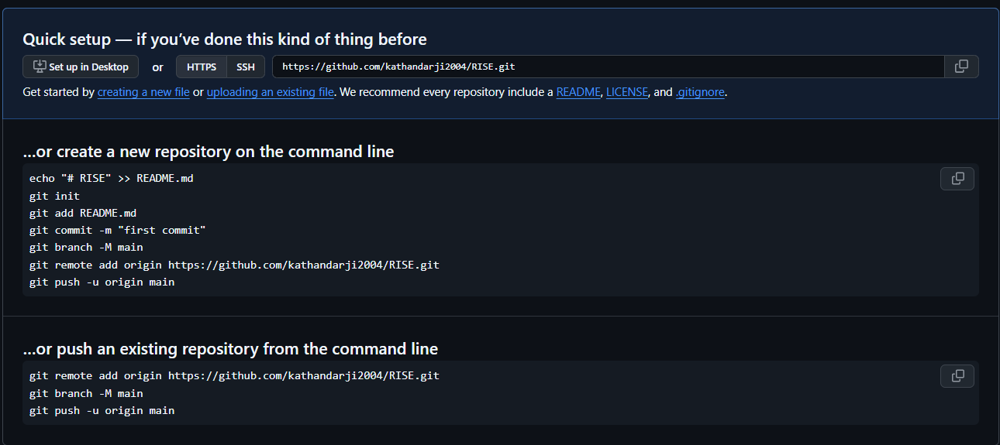 Quick setup — if you’ve done this kind of thing before
Set up in Desktop or HTTPS SSH https://github.com/kathandarji2004/RISE.git
Get started by creating a new file or uploading an existing file. We recommend every repository include a README, LICENSE, and .gitignore.
…or create a new repository on the command line
echo "# RISE" >> README.md
git init
git add README.md
git commit -m "first commit"
git branch -M main
git remote add origin https://github.com/kathandarji2004/RISE.git
git push -u origin main
…or push an existing repository from the command line
git remote add origin https://github.com/kathandarji2004/RISE.git
git branch -M main
git push -u origin main